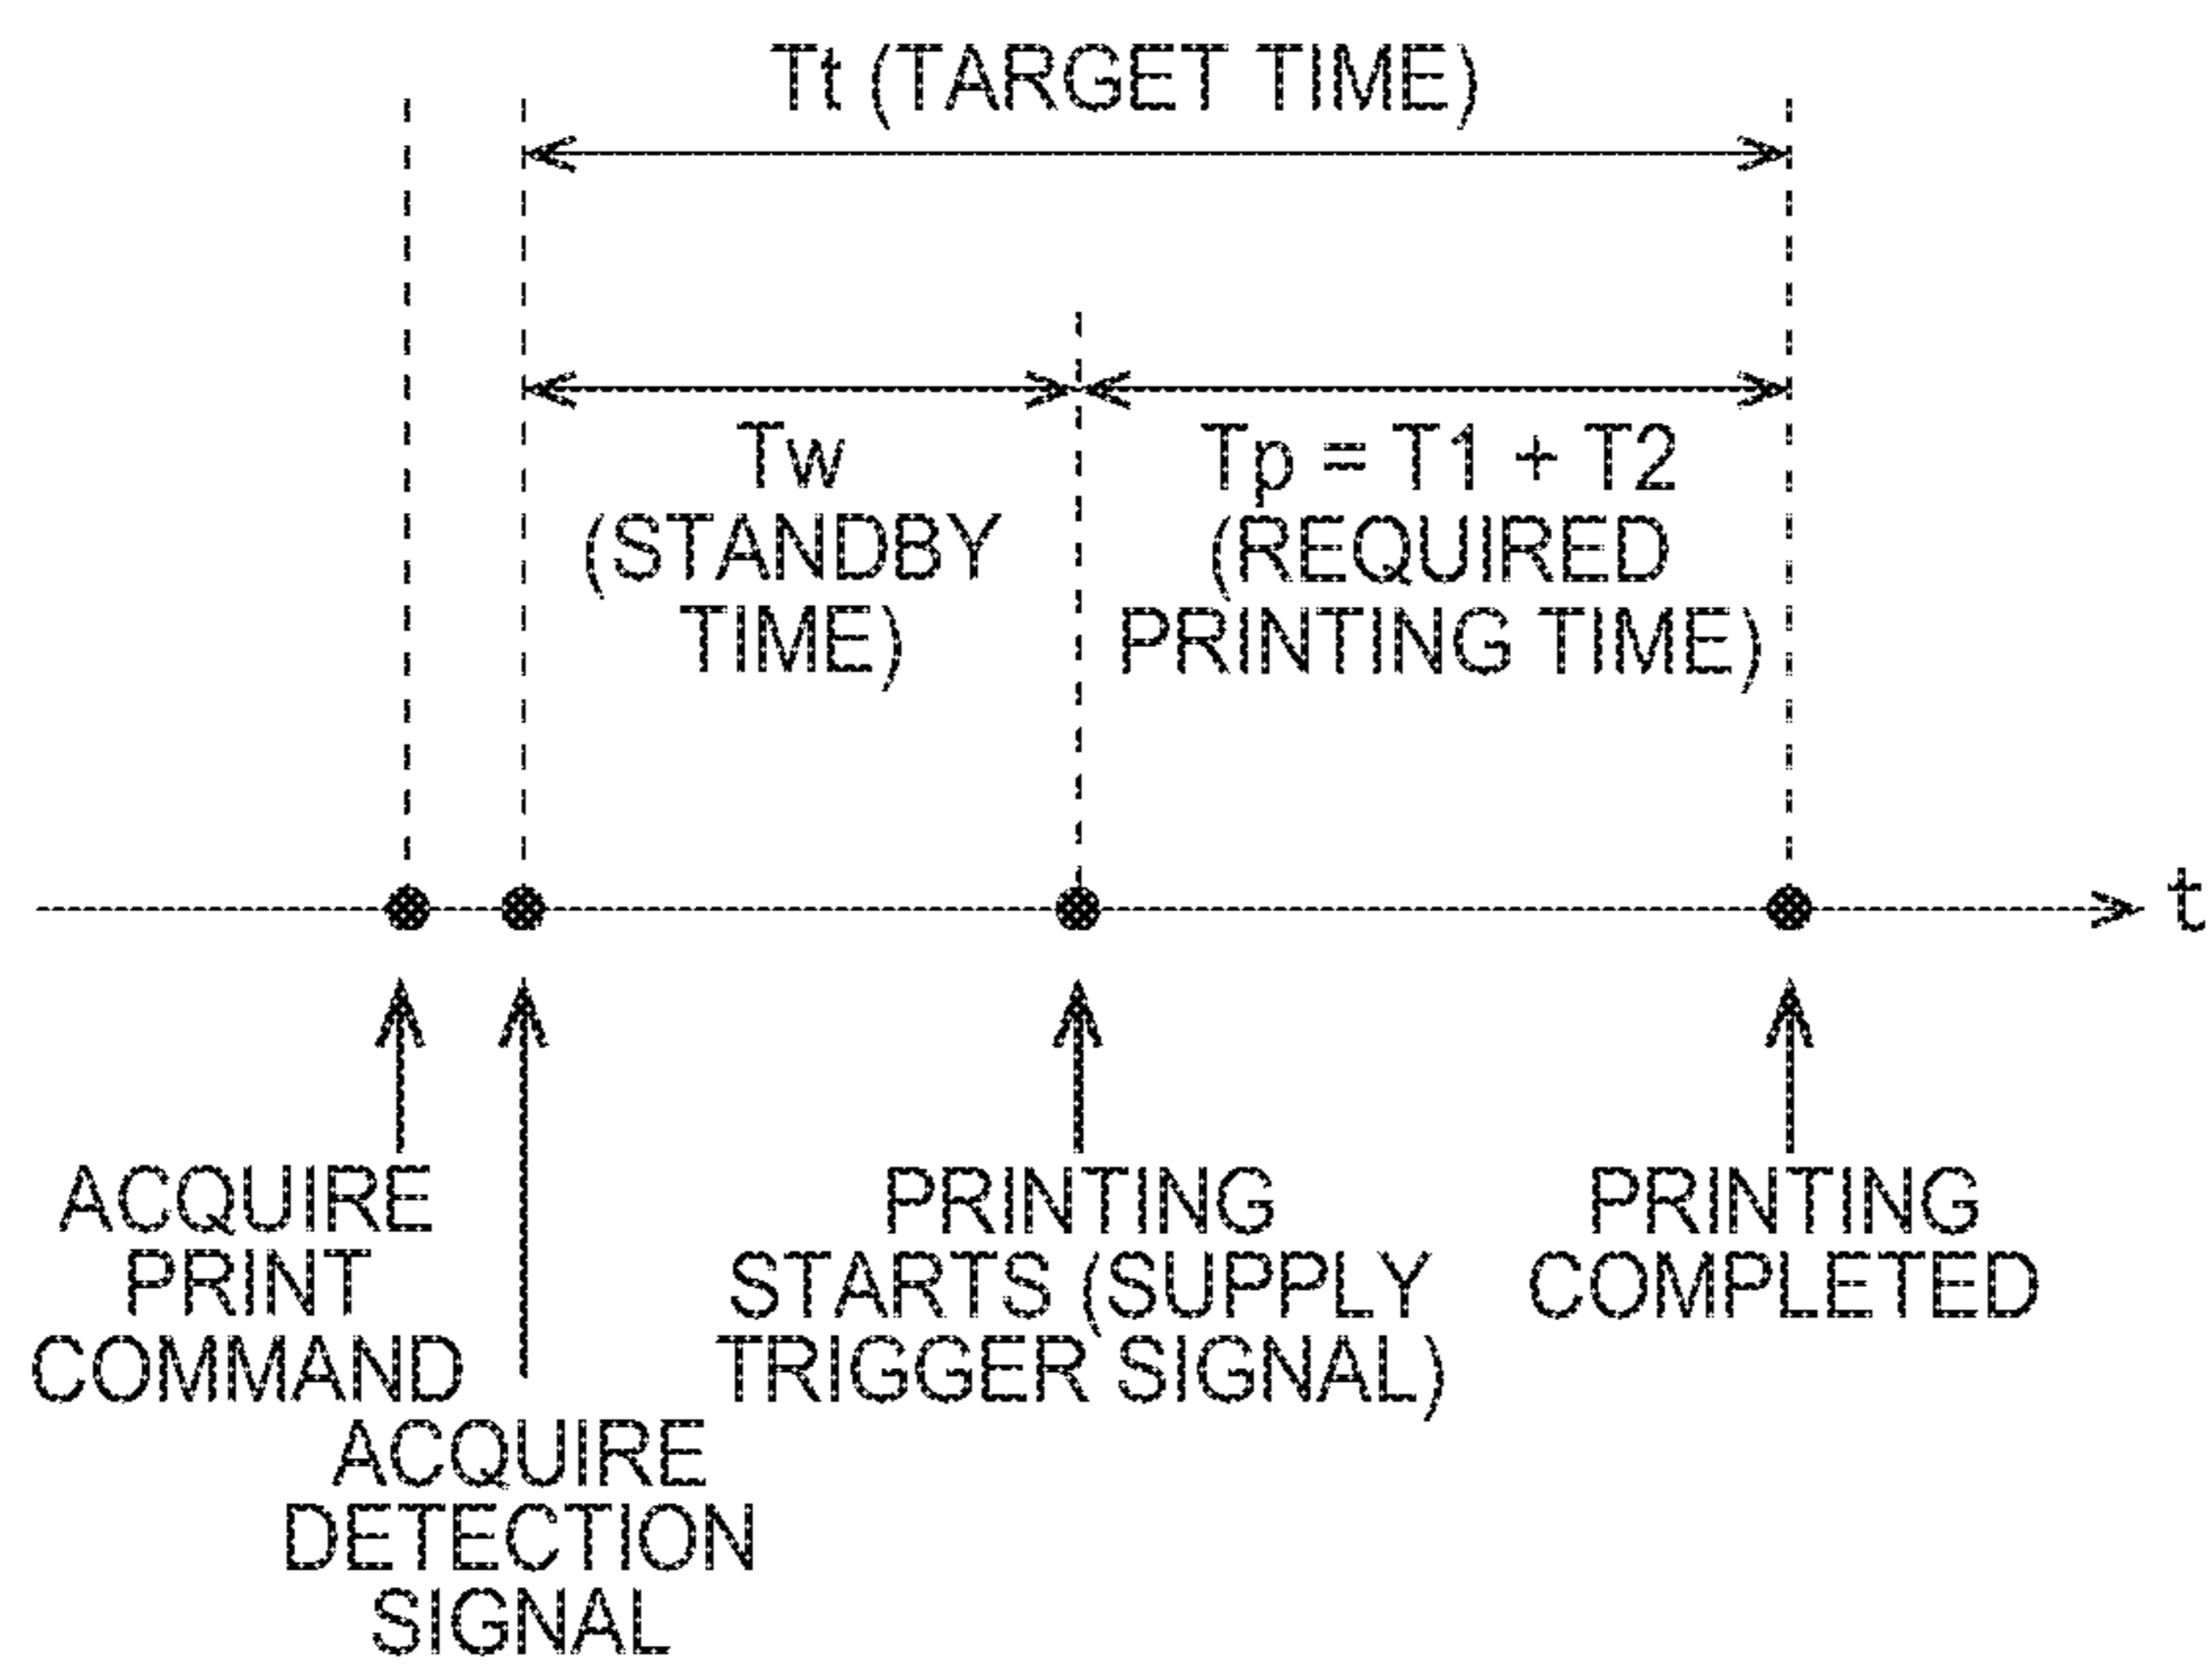 Tt (TARGET TIME)
Tw
(STANDBY
TIME)
Tp = T1 + T2
(REQUIRED
PRINTING TIME)
t
ACQUIRE
PRINT
COMMAND
ACQUIRE
DETECTION
SIGNAL
PRINTING
STARTS (SUPPLY
TRIGGER SIGNAL)
PRINTING
COMPLETED